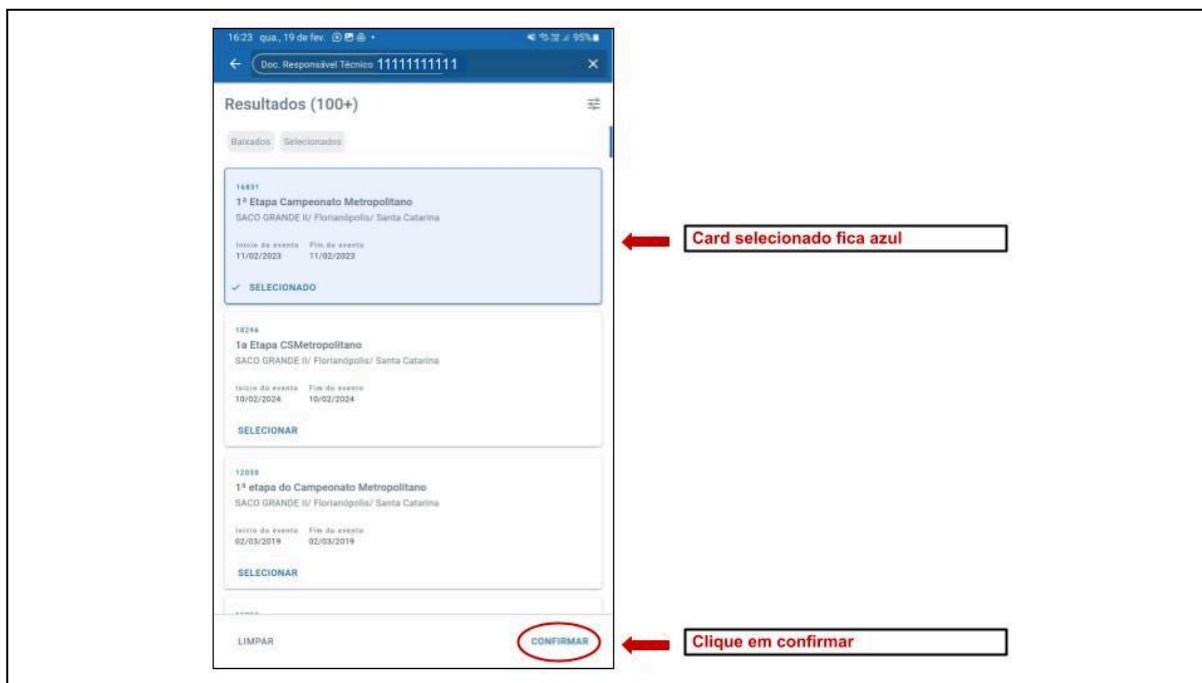 16:23 qua., 19 de fev.
95%
Doc. Responsável Técnico 11111111111
Resultados (100+)
Baixados Selecionados
16831
1ª Etapa Campeonato Metropolitano
SACO GRANDE II/ Florianópolis/ Santa Catarina
Início do evento Fim do evento
11/02/2023 11/02/2023
SELECIONADO
Card selecionado fica azul
18296
1a Etapa CSMetropolitano
SACO GRANDE II/ Florianópolis/ Santa Catarina
Início do evento Fim do evento
10/02/2024 10/02/2024
SELECIONAR
1ª etapa do Campeonato Metropolitano
SACO GRANDE II/ Florianópolis/ Santa Catarina
Início do evento Fim do evento
02/03/2019 02/03/2019
SELECIONAR
LIMPAR CONFIRMAR
Clique em confirmar